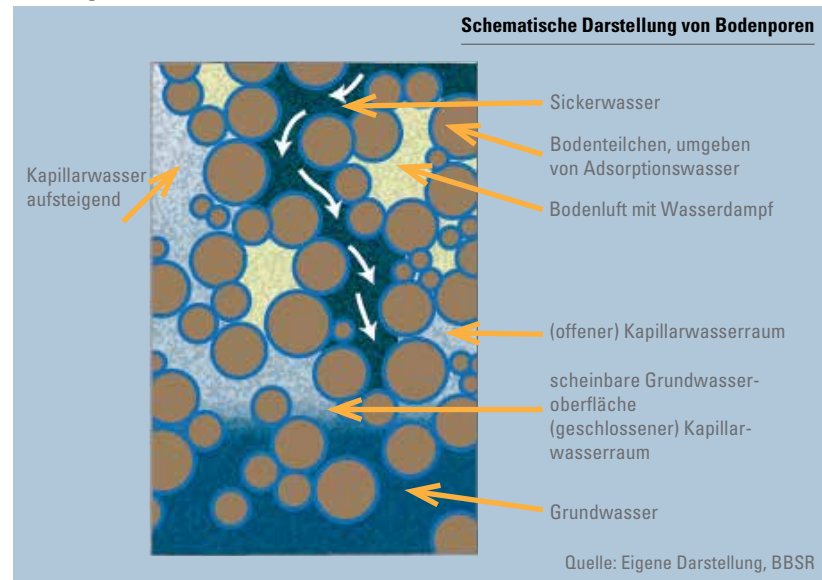 Schematische Darstellung von Bodenporen
Sickerwasser
Bodenteilchen, umgeben
von Adsorptionswasser
Kapillarwasser
aufsteigend
Bodenluft mit Wasserdampf
(offener) Kapillarwasserraum
scheinbare Grundwasser-
oberfläche
(geschlossener) Kapillar-
wasserraum
Grundwasser
Quelle: Eigene Darstellung, BBSR